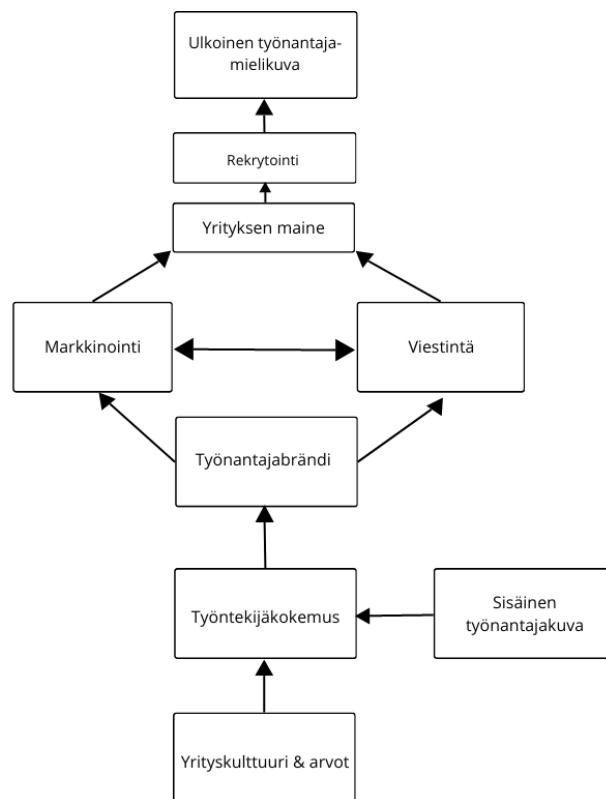 Ulkoinen työnantaja-
mielikuva
Rekrytointi
Yrityksen maine
Markkinointi
Viestintä
Työnantajabrändi
Työntekijäkokemus
Sisäinen
työnantajakuva
Yrityskulttuuri & arvot